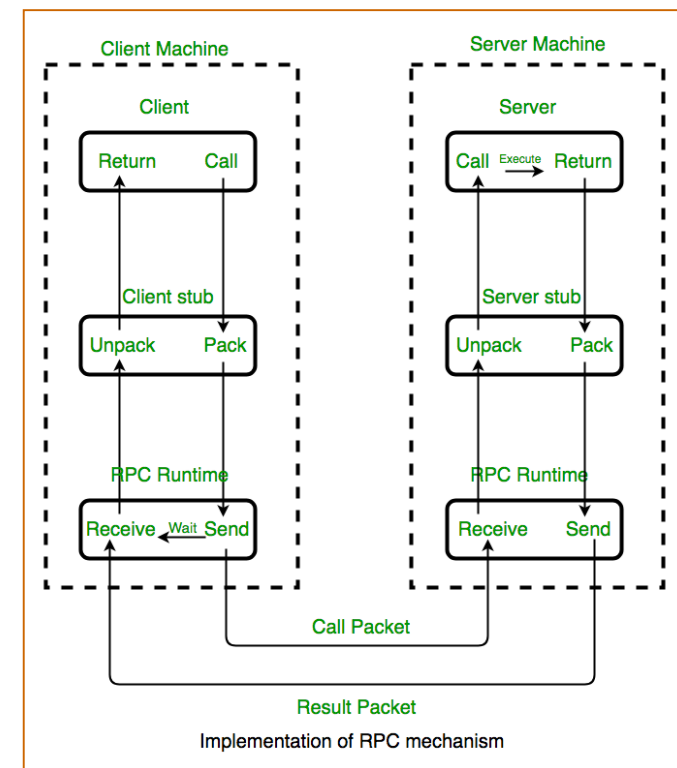 Client Machine
Server Machine
Client
Server
Return Call
Call Execute Return
Client stub
Server stub
Unpack Pack
Unpack Pack
RPC Runtime
RPC Runtime
Receive Wait Send
Receive Send
Call Packet
Result Packet
Implementation of RPC mechanism